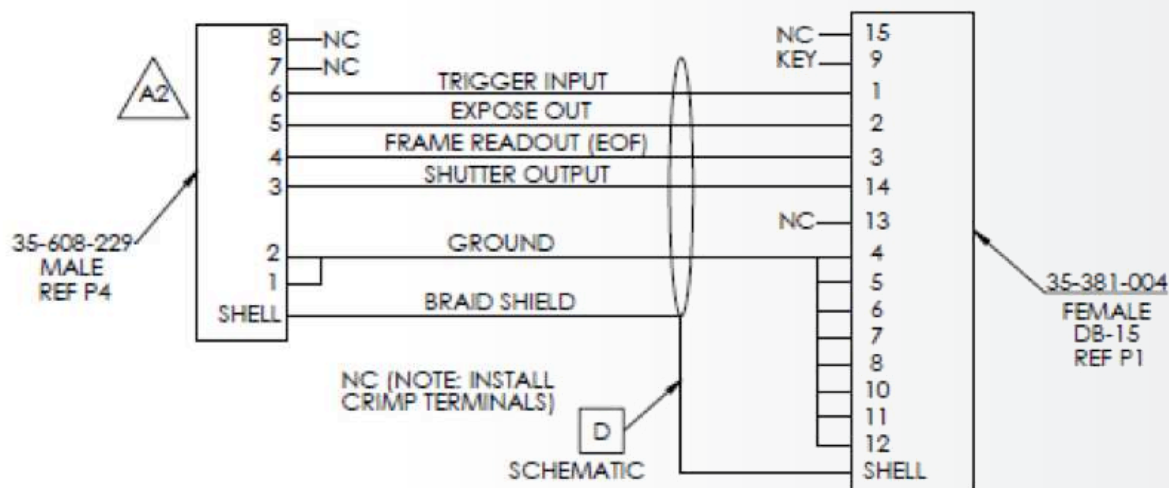 8 NC
7 NC
6 TRIGGER INPUT 1
5 EXPOSE OUT 2
4 FRAME READOUT (EOF) 3
3 SHUTTER OUTPUT 14
2 GROUND 4
1
SHELL BRAID SHIELD
A2
35-608-229
MALE
REF P4
NC 15
KEY 9
NC 13
5
6
7
8
10
11
12
SHELL
35-381-004
FEMALE
DB-15
REF P1
NC (NOTE: INSTALL
CRIMP TERMINALS)
D
SCHEMATIC